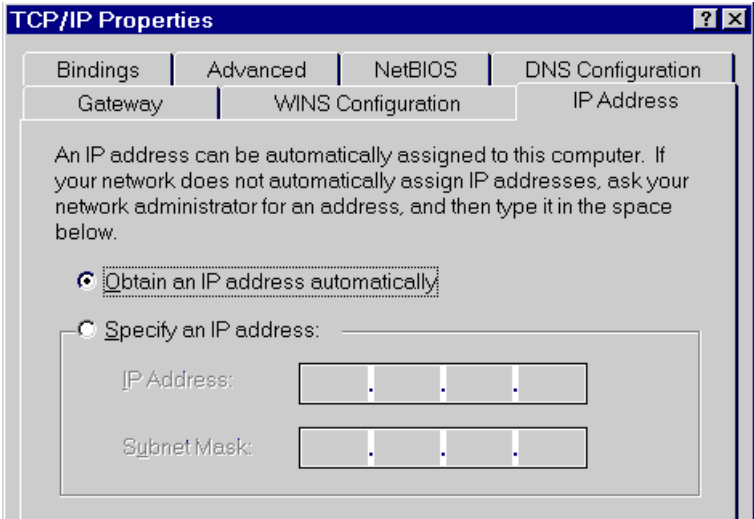 TCP/IP Properties
Bindings Advanced NetBIOS DNS Configuration
Gateway WINS Configuration IP Address
An IP address can be automatically assigned to this computer. If
your network does not automatically assign IP addresses, ask your
network administrator for an address, and then type it in the space
below.
Obtain an IP address automatically
Specify an IP address:
IP Address:
Subnet Mask: